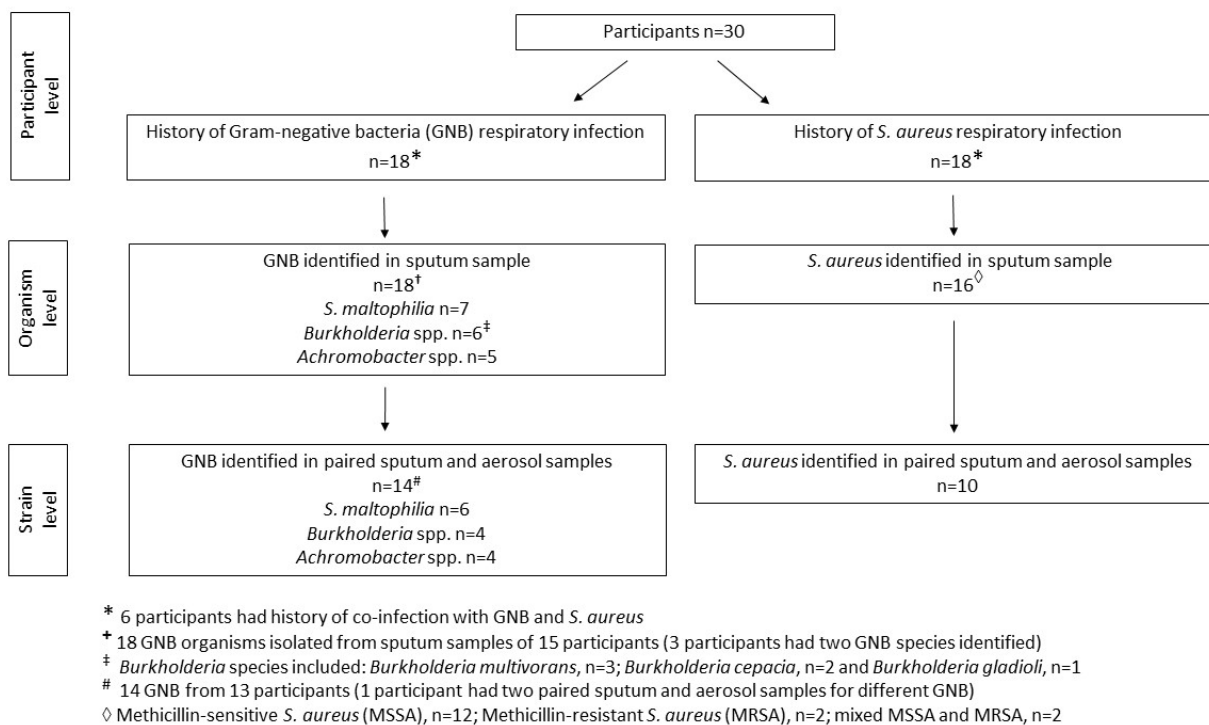 Participant
level
Participants n=30
History of Gram-negative bacteria (GNB) respiratory infection
n=18*
History of S. aureus respiratory infection
n=18*
Organism
level
GNB identified in sputum sample
n=18†
S. maltophilia n=7
Burkholderia spp. n=6‡
Achromobacter spp. n=5
S. aureus identified in sputum sample
n=16◊
Strain
level
GNB identified in paired sputum and aerosol samples
n=14#
S. maltophilia n=6
Burkholderia spp. n=4
Achromobacter spp. n=4
S. aureus identified in paired sputum and aerosol samples
n=10
* 6 participants had history of co-infection with GNB and S. aureus
+ 18 GNB organisms isolated from sputum samples of 15 participants (3 participants had two GNB species identified)
‡ Burkholderia species included: Burkholderia multivorans, n=3; Burkholderia cepacia, n=2 and Burkholderia gladioli, n=1
# 14 GNB from 13 participants (1 participant had two paired sputum and aerosol samples for different GNB)
◊ Methicillin-sensitive S. aureus (MSSA), n=12; Methicillin-resistant S. aureus (MRSA), n=2; mixed MSSA and MRSA, n=2